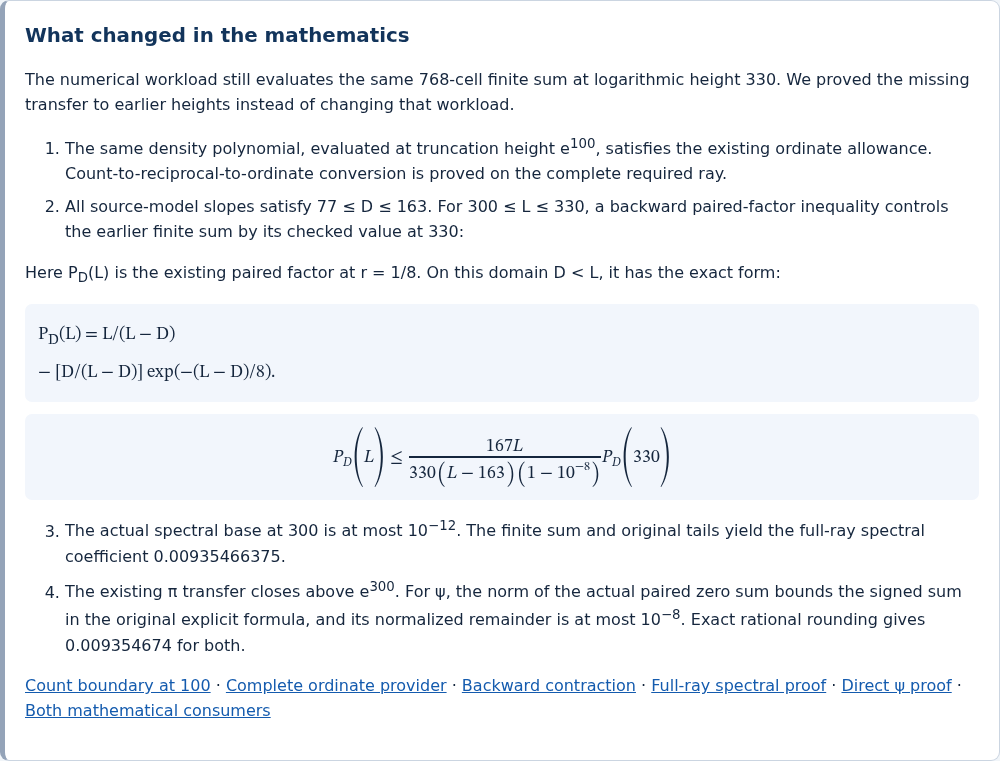 What changed in the mathematics
The numerical workload still evaluates the same 768-cell finite sum at logarithmic height 330. We proved the missing
transfer to earlier heights instead of changing that workload.
1. The same density polynomial, evaluated at truncation height e^100, satisfies the existing ordinate allowance.
Count-to-reciprocal-to-ordinate conversion is proved on the complete required ray.
2. All source-model slopes satisfy 77 ≤ D ≤ 163. For 300 ≤ L ≤ 330, a backward paired-factor inequality controls
the earlier finite sum by its checked value at 330:
Here P_D(L) is the existing paired factor at r = 1/8. On this domain D < L, it has the exact form:
P_D(L) = L/(L − D)
− [D/(L − D)] exp(−(L − D)/8).
P_D(L) ≤ 167L / 330(L − 163)(1 − 10^−8) P_D(330)
3. The actual spectral base at 300 is at most 10^−12. The finite sum and original tails yield the full-ray spectral
coefficient 0.00935466375.
4. The existing π transfer closes above e^300. For ψ, the norm of the actual paired zero sum bounds the signed sum
in the original explicit formula, and its normalized remainder is at most 10^−8. Exact rational rounding gives
0.009354674 for both.
Count boundary at 100 · Complete ordinate provider · Backward contraction · Full-ray spectral proof · Direct ψ proof ·
Both mathematical consumers